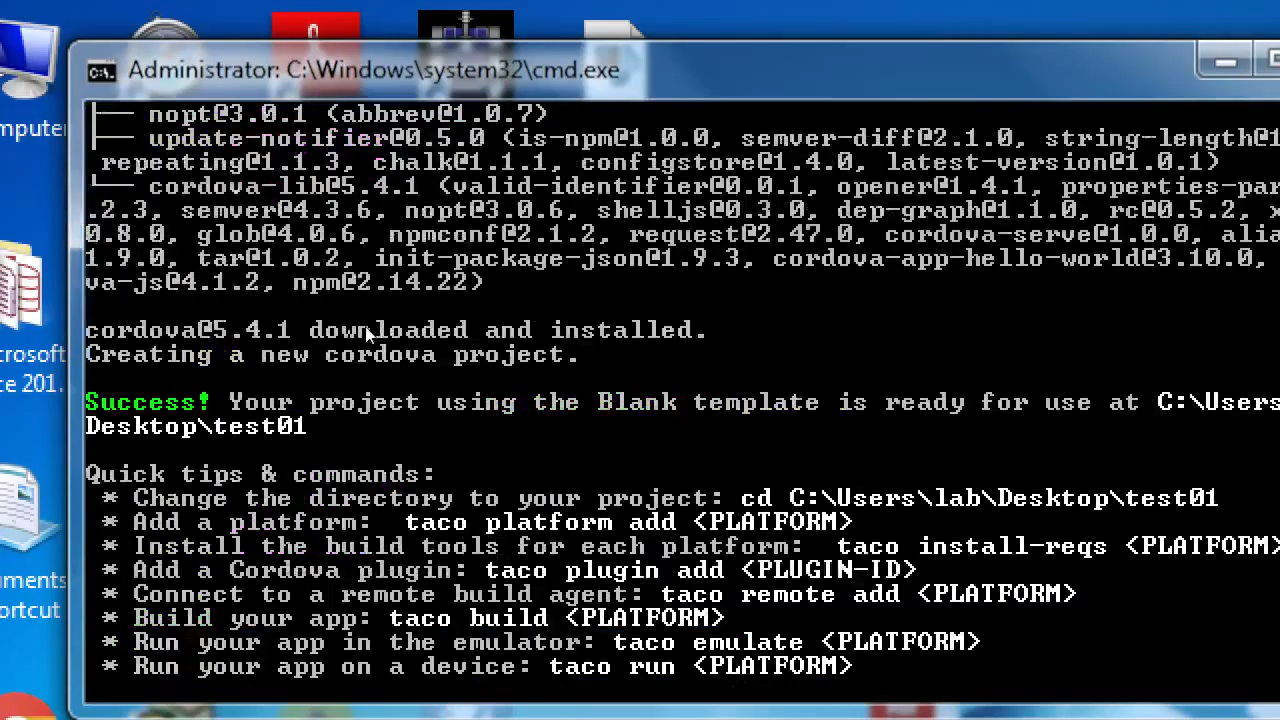 Administrator: C:\Windows\system32\cmd.exe
nopt@3.0.1 (abbrev@1.0.7)
update-notifier@0.5.0 (is-npm@1.0.0, semver-diff@2.1.0, string-length@1
repeating@1.1.3, chalk@1.1.1, configstore@1.4.0, latest-version@1.0.1)
cordova-lib@5.4.1 (valid-identifier@0.0.1, opener@1.4.1, properties-par
.2.3, semver@4.3.6, nopt@3.0.6, shelljs@0.3.0, dep-graph@1.1.0, rc@0.5.2, x
0.8.0, glob@4.0.6, npmconf@2.1.2, request@2.47.0, cordova-serve@1.0.0, alia
1.9.0, tar@1.0.2, init-package-json@1.9.3, cordova-app-hello-world@3.10.0,
va-js@4.1.2, npm@2.14.22)
cordova@5.4.1 downloaded and installed.
Creating a new cordova project.
Success! Your project using the Blank template is ready for use at C:\Users
Desktop\test01
Quick tips & commands:
* Change the directory to your project: cd C:\Users\lab\Desktop\test01
* Add a platform: taco platform add <PLATFORM>
* Install the build tools for each platform: taco install-reqs <PLATFORM>
* Add a Cordova plugin: taco plugin add <PLUGIN-ID>
* Connect to a remote build agent: taco remote add <PLATFORM>
* Build your app: taco build <PLATFORM>
* Run your app in the emulator: taco emulate <PLATFORM>
* Run your app on a device: taco run <PLATFORM>
mputer
crosoft
ce 201.
uments
ortcut